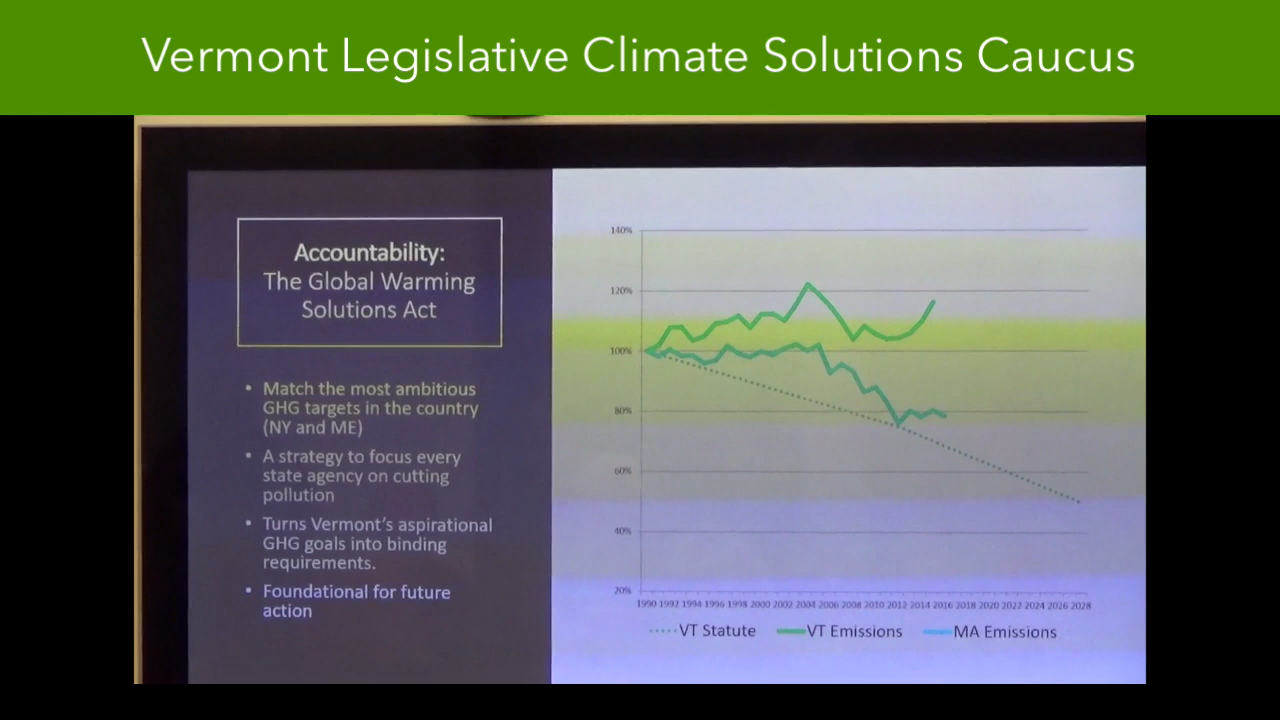 Vermont Legislative Climate Solutions Caucus
Accountability:
The Global Warming
Solutions Act
• Match the most ambitious
GHG targets in the country
(NY and ME)
• A strategy to focus every
state agency on cutting
pollution
• Turns Vermont's aspirational
GHG goals into binding
requirements.
• Foundational for future
action
140%
120%
100%
80%
60%
40%
20%
1990 1992 1994 1996 1998 2000 2002 2004 2006 2008 2010 2012 2014 2016 2018 2020 2022 2024 2026 2028
VT Statute VT Emissions MA Emissions